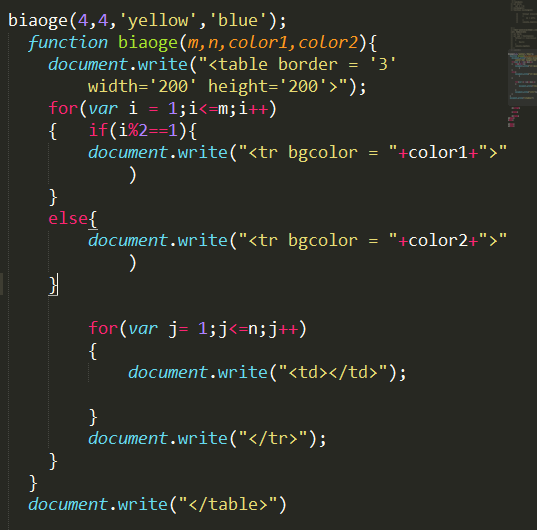 biaoge(4,4,'yellow','blue');
function biaoge(m,n,color1,color2){
document.write("<table border = '3'
width='200' height='200'>");
for(var i = 1;i<=m;i++)
{   if(i%2==1){
document.write("<tr bgcolor = "+color1+">"
)
}
else{
document.write("<tr bgcolor = "+color2+">"
)
}
for(var j= 1;j<=n;j++)
{
document.write("<td></td>");
}
document.write("</tr>");
}
}
document.write("</table>")